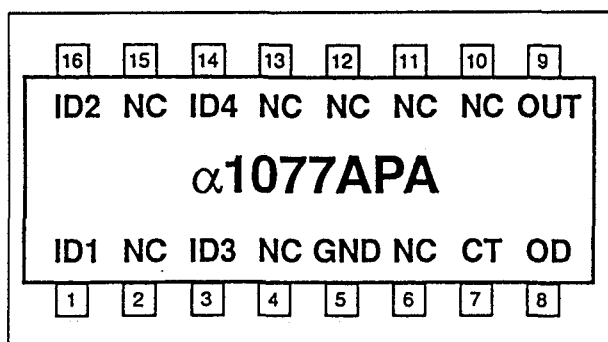 16 15 14 13 12 11 10 9
ID2 NC ID4 NC NC NC NC OUT
α1077APA
ID1 NC ID3 NC GND NC CT OD
1 2 3 4 5 6 7 8